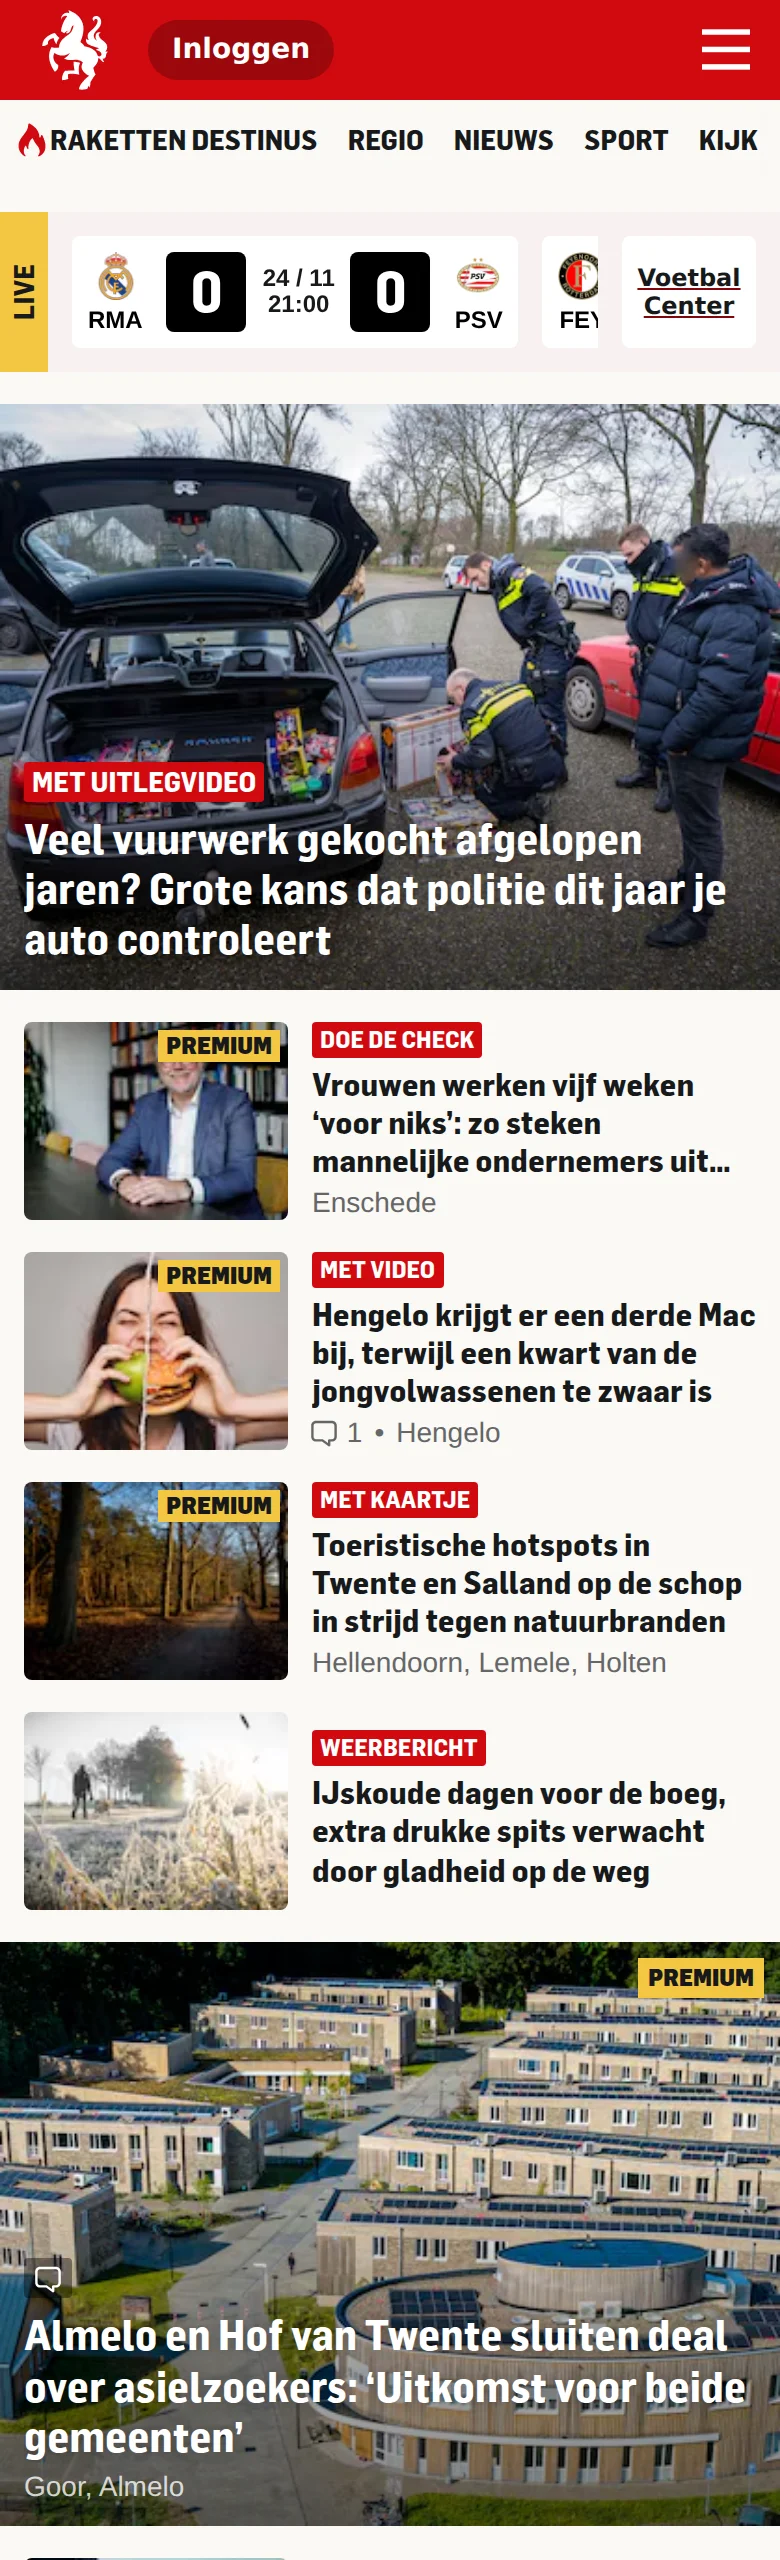 Inloggen
RAKETTEN DESTINUS REGIO NIEUWS SPORT KIJK
LIVE
RMA
0
24 / 11
21:00
0
PSV
PSV
FEY
Voetbal
Center
MET UITLEGVIDEO
Veel vuurwerk gekocht afgelopen
jaren? Grote kans dat politie dit jaar je
auto controleert
PREMIUM
DOE DE CHECK
Vrouwen werken vijf weken
‘voor niks’: zo steken
mannelijke ondernemers uit...
Enschede
PREMIUM
MET VIDEO
Hengelo krijgt er een derde Mac
bij, terwijl een kwart van de
jongvolwassenen te zwaar is
1 • Hengelo
PREMIUM
MET KAARTJE
Toeristische hotspots in
Twente en Salland op de schop
in strijd tegen natuurbranden
Hellendoorn, Lemele, Holten
WEERBERICHT
IJskoude dagen voor de boeg,
extra drukke spits verwacht
door gladheid op de weg
PREMIUM
Almelo en Hof van Twente sluiten deal
over asielzoekers: ‘Uitkomst voor beide
gemeenten’
Goor, Almelo